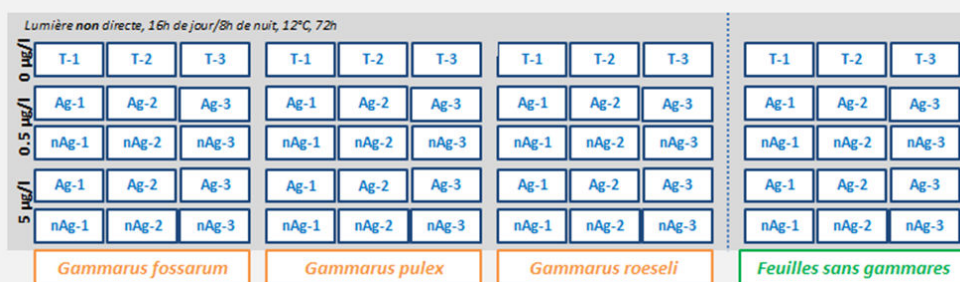 Lumière non directe, 16h de jour/8h de nuit, 12°C, 72h
0 µg/l
T-1 T-2 T-3 T-1 T-2 T-3 T-1 T-2 T-3 T-1 T-2 T-3
0.5 µg/l
Ag-1 Ag-2 Ag-3 Ag-1 Ag-2 Ag-3 Ag-1 Ag-2 Ag-3 Ag-1 Ag-2 Ag-3
nAg-1 nAg-2 nAg-3 nAg-1 nAg-2 nAg-3 nAg-1 nAg-2 nAg-3 nAg-1 nAg-2 nAg-3
5 µg/l
Ag-1 Ag-2 Ag-3 Ag-1 Ag-2 Ag-3 Ag-1 Ag-2 Ag-3 Ag-1 Ag-2 Ag-3
nAg-1 nAg-2 nAg-3 nAg-1 nAg-2 nAg-3 nAg-1 nAg-2 nAg-3 nAg-1 nAg-2 nAg-3
Gammarus fossarum Gammarus pulex Gammarus roeseli Feuilles sans gammares